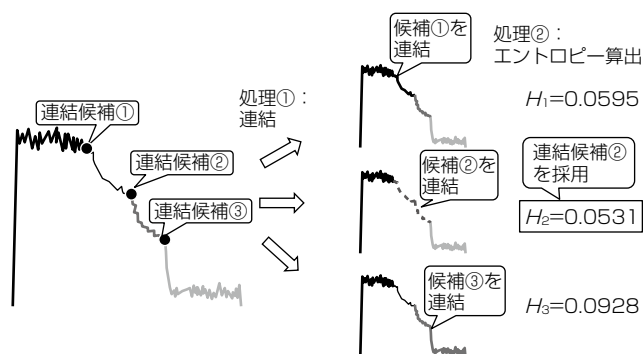 連結候補①
連結候補②
連結候補③
処理①：
連結
候補①を
連結
処理②：
エントロピー算出
H₁=0.0595
候補②を
連結
連結候補②
を採用
H₂=0.0531
候補③を
連結
H₃=0.0928